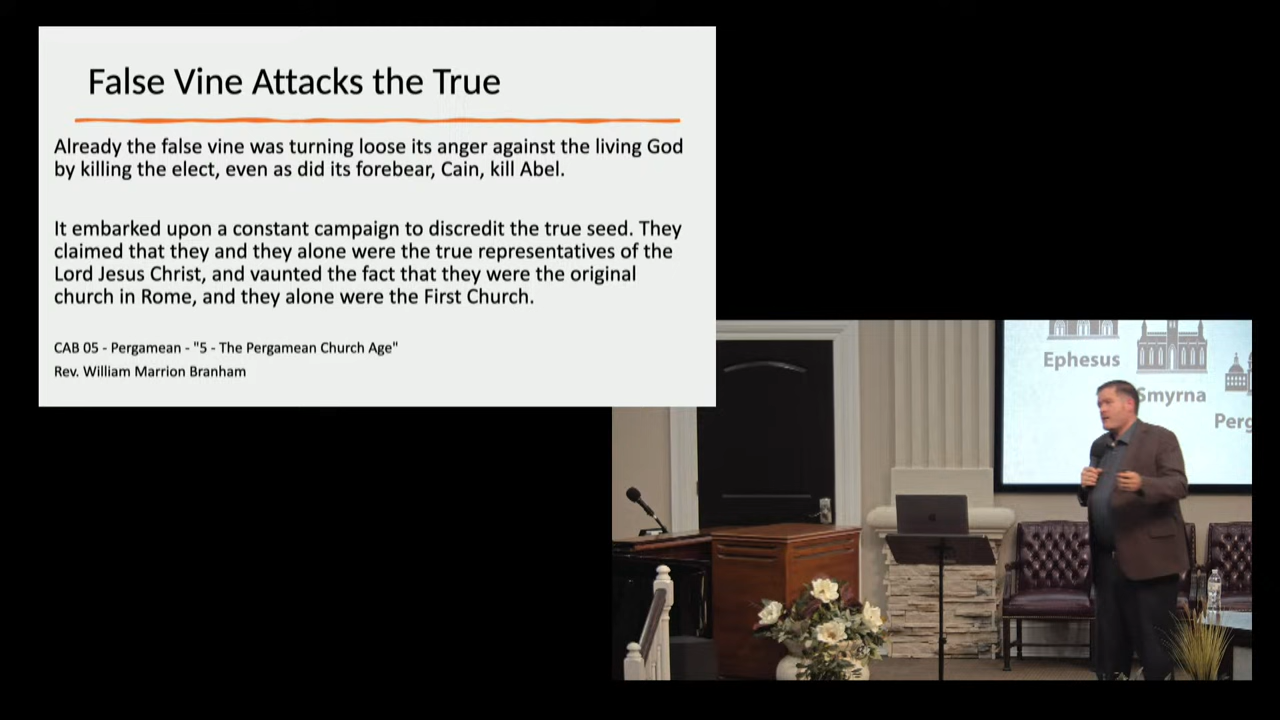 False Vine Attacks the True
Already the false vine was turning loose its anger against the living God
by killing the elect, even as did its forebear, Cain, kill Abel.
It embarked upon a constant campaign to discredit the true seed. They
claimed that they and they alone were the true representatives of the
Lord Jesus Christ, and vaunted the fact that they were the original
church in Rome, and they alone were the First Church.
CAB 05 - Pergamean - "5 - The Pergamean Church Age"
Rev. William Marrion Branham
Ephesus
Smyrna
Perg